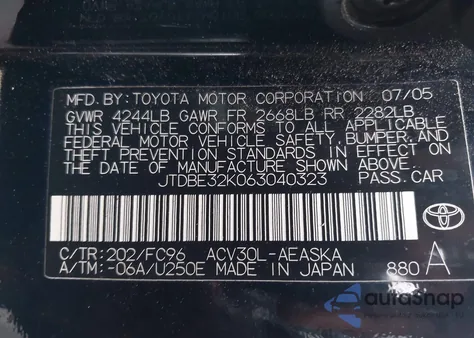 MFD. BY: TOYOTA MOTOR CORPORATION 07/05
GVWR 4244LB GAWR FR 2668LB RR 2282LB
THIS VEHICLE CONFORMS TO ALL APPLICABLE
FEDERAL MOTOR VEHICLE SAFETY, BUMPER, AND
THEFT PREVENTION STANDARDS IN EFFECT ON
THE DATE OF MANUFACTURE SHOWN ABOVE.
JTDBE32K063040323 PASS.CAR
TOYOTA
C/TR: 202/FC96 ACV30L-AEASKA
A/TM: -06A/U250E MADE IN JAPAN 880 A
autoSnap